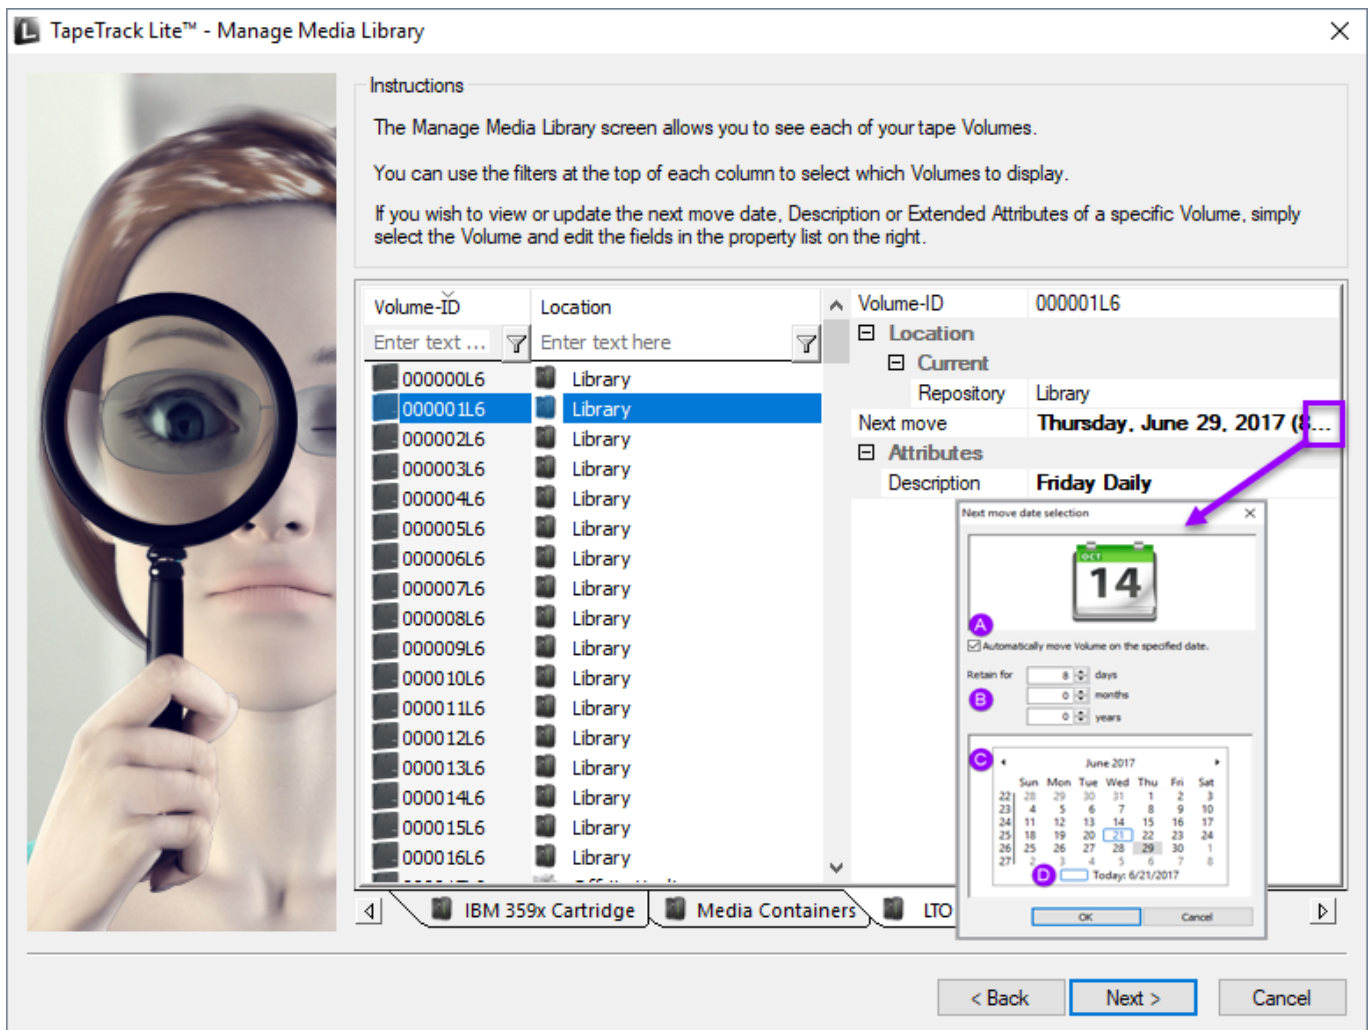 TapeTrack Lite™ - Manage Media Library
Instructions
The Manage Media Library screen allows you to see each of your tape Volumes.
You can use the filters at the top of each column to select which Volumes to display.
If you wish to view or update the next move date, Description or Extended Attributes of a specific Volume, simply
select the Volume and edit the fields in the property list on the right.
Volume-ID Location
Enter text ... Enter text here
000000L6 Library
000001L6 Library
000002L6 Library
000003L6 Library
000004L6 Library
000005L6 Library
000006L6 Library
000007L6 Library
000008L6 Library
000009L6 Library
000010L6 Library
000011L6 Library
000012L6 Library
000013L6 Library
000014L6 Library
000015L6 Library
000016L6 Library
Volume-ID 000001L6
Location
Current
Repository Library
Next move Thursday, June 29, 2017 (8...
Attributes
Description Friday Daily
Next move date selection
OCT
14
A
Automatically move Volume on the specified date.
Retain for 8 days
B
0 months
0 years
C
June 2017
Sun Mon Tue Wed Thu Fri Sat
22 28 29 30 31 1 2 3
23 4 5 6 7 8 9 10
24 11 12 13 14 15 16 17
25 18 19 20 21 22 23 24
26 25 26 27 28 29 30 1
27 2 3 4 5 6 7 8
D Today: 6/21/2017
OK Cancel
IBM 359x Cartridge Media Containers LTO
< Back Next > Cancel